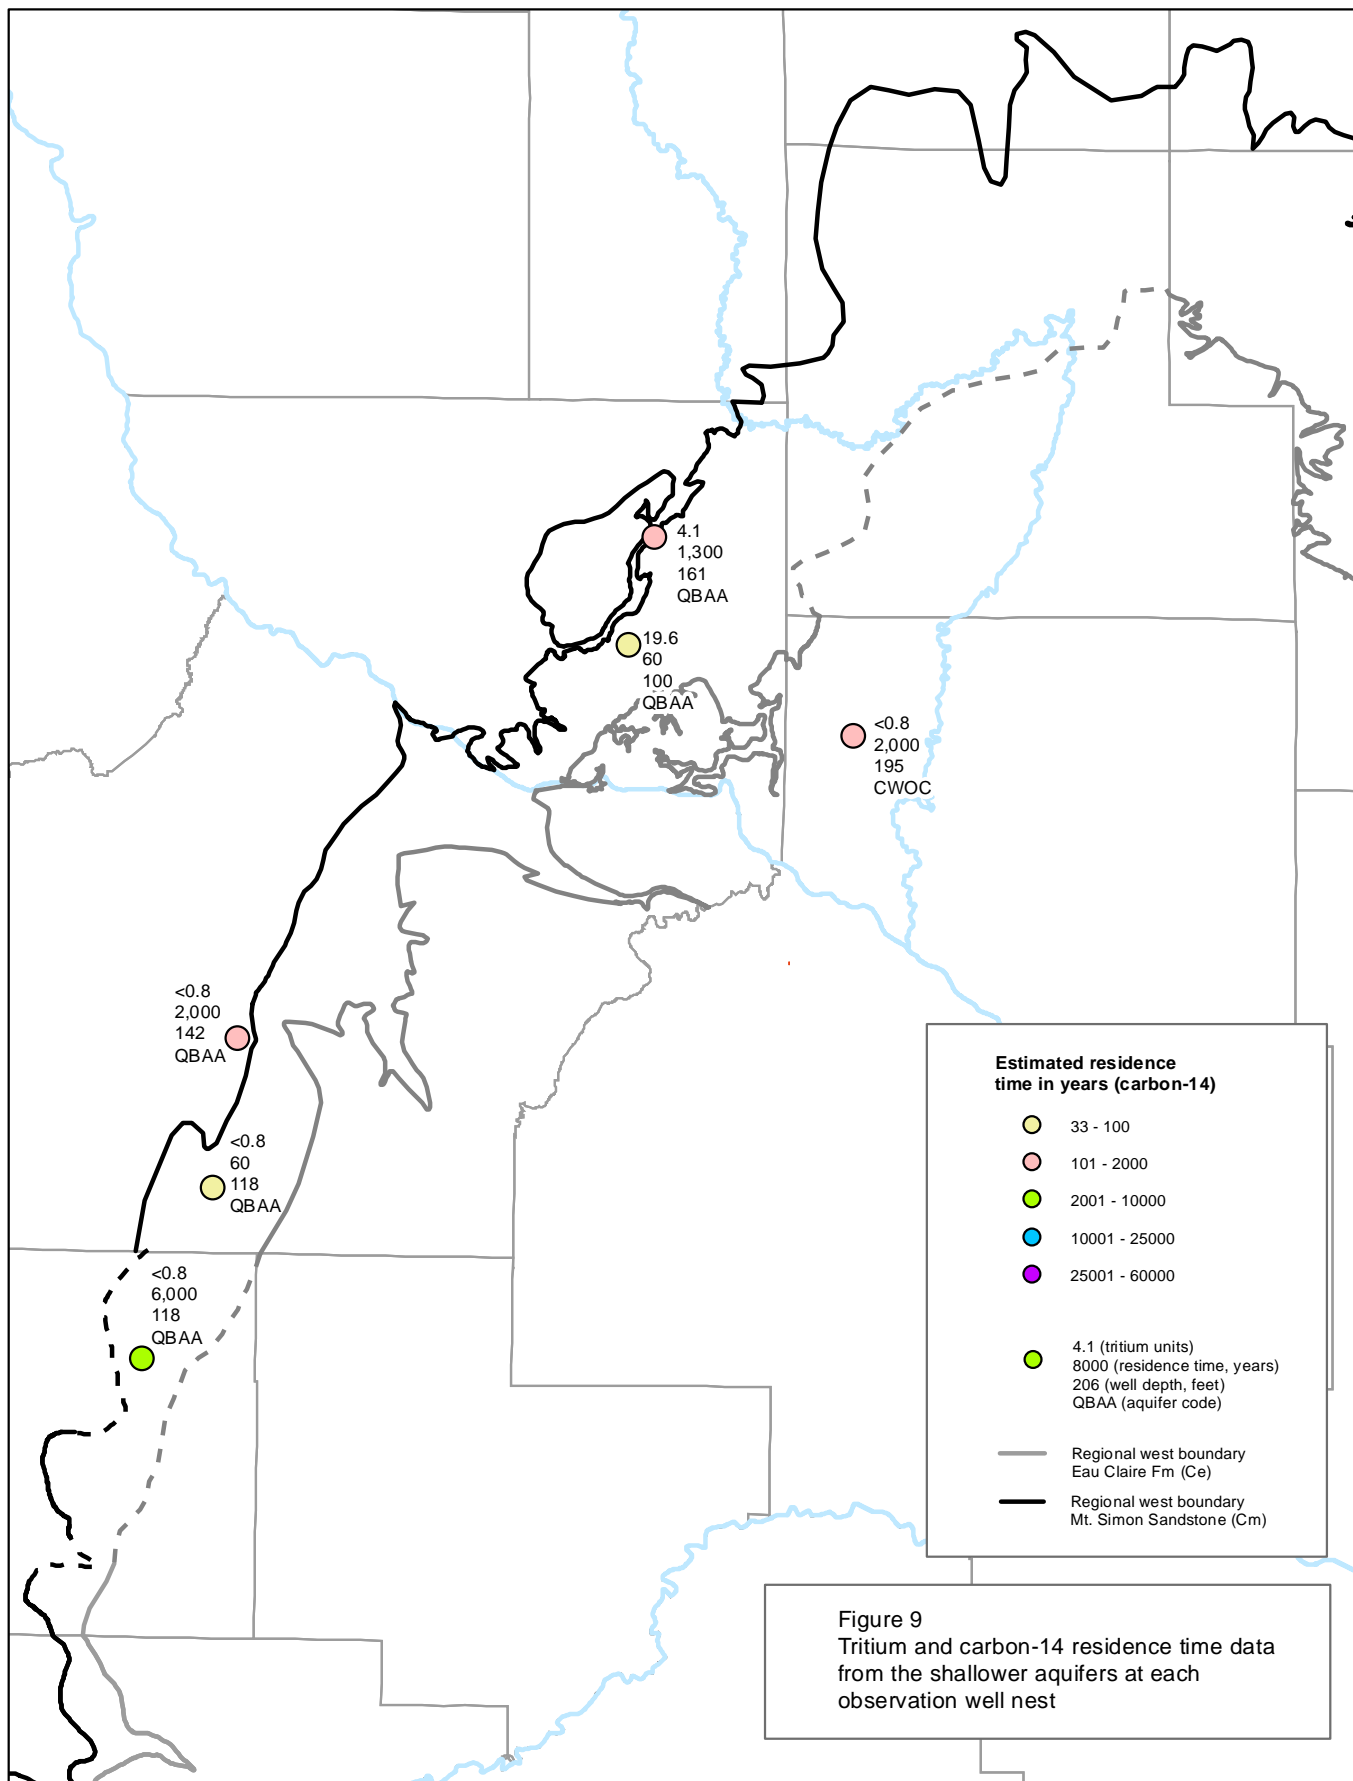 4.1
1,300
161
QBAA
19.6
60
100
QBAA
<0.8
2,000
195
CWOC
<0.8
2,000
142
QBAA
<0.8
60
118
QBAA
<0.8
6,000
118
QBAA
Estimated residence
time in years (carbon-14)
33 - 100
101 - 2000
2001 - 10000
10001 - 25000
25001 - 60000
4.1 (tritium units)
8000 (residence time, years)
206 (well depth, feet)
QBAA (aquifer code)
Regional west boundary
Eau Claire Fm (Ce)
Regional west boundary
Mt. Simon Sandstone (Cm)
Figure 9
Tritium and carbon-14 residence time data
from the shallower aquifers at each
observation well nest